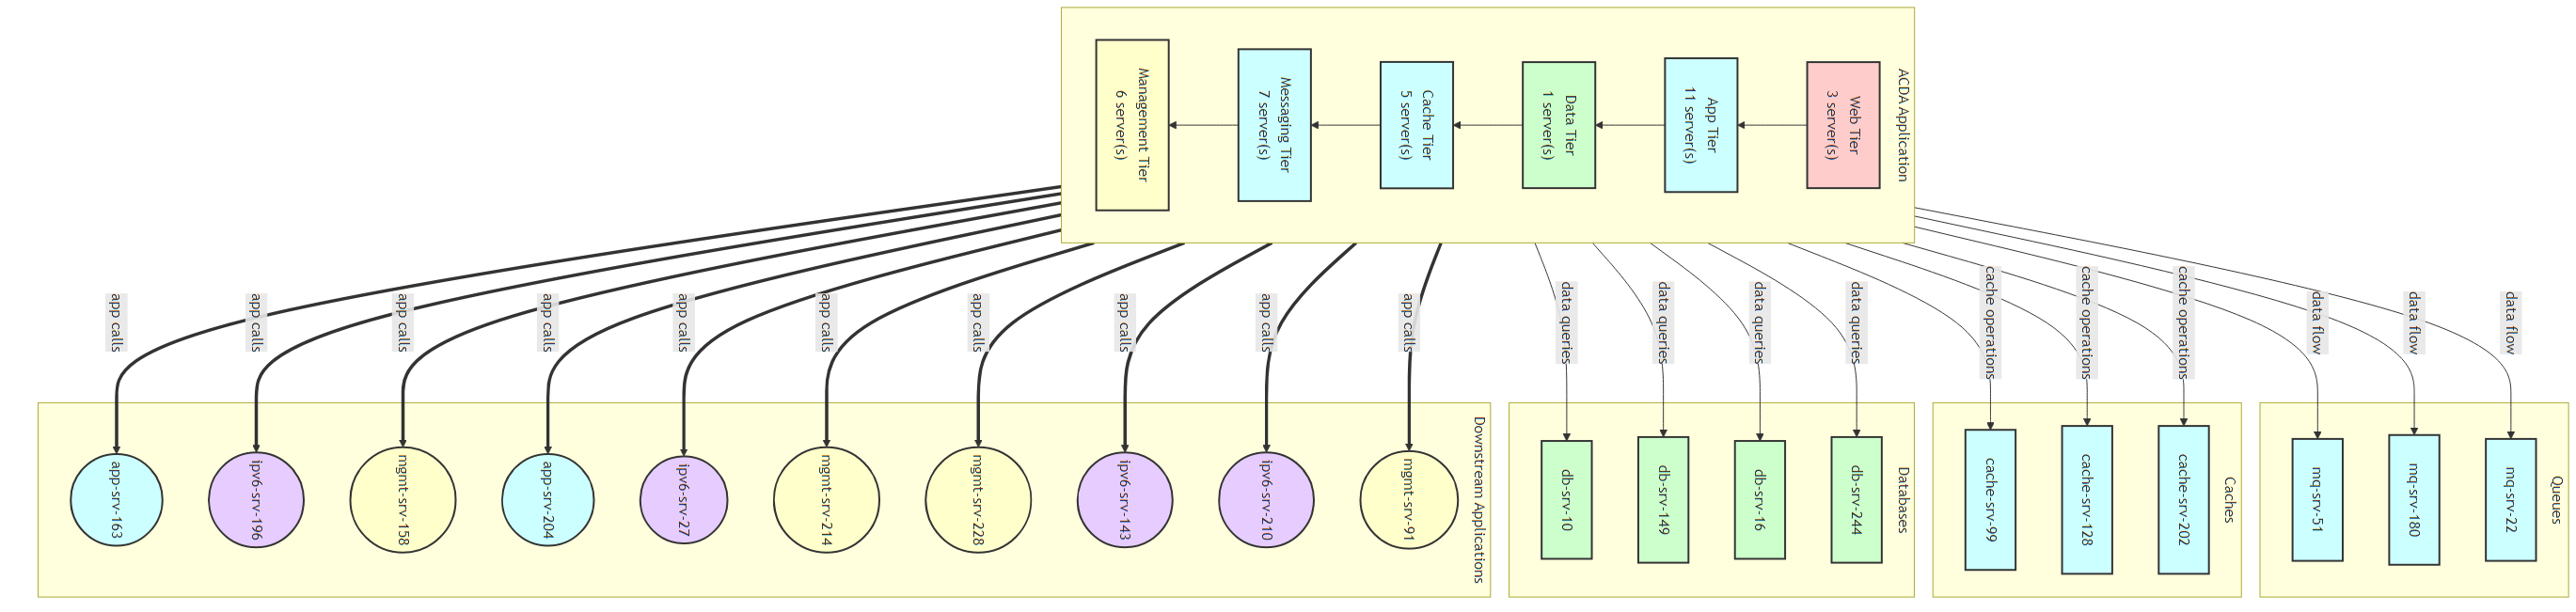 ACDA Application
Web Tier
3 server(s)
App Tier
11 server(s)
Data Tier
1 server(s)
Cache Tier
5 server(s)
Messaging Tier
7 server(s)
Management Tier
6 server(s)
data flow
data flow
data flow
cache operations
cache operations
cache operations
data queries
data queries
data queries
data queries
app calls
app calls
app calls
app calls
app calls
app calls
app calls
app calls
app calls
app calls
Queues
mq-srv-22
mq-srv-180
mq-srv-51
Caches
cache-srv-202
cache-srv-128
cache-srv-99
Databases
db-srv-244
db-srv-16
db-srv-149
db-srv-10
Downstream Applications
mgmt-srv-91
ipv6-srv-210
ipv6-srv-143
mgmt-srv-228
mgmt-srv-214
ipv6-srv-27
app-srv-204
mgmt-srv-158
ipv6-srv-196
app-srv-163